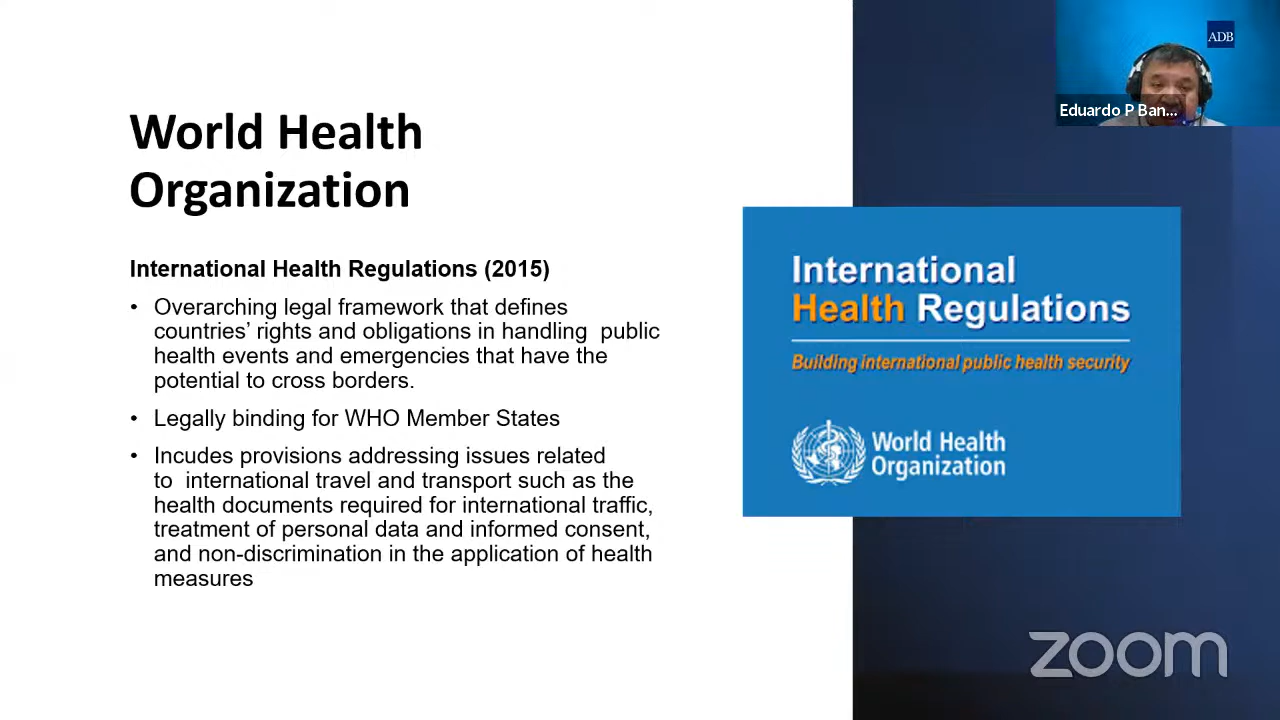 World Health
Organization
International Health Regulations (2015)
• Overarching legal framework that defines
countries’ rights and obligations in handling  public
health events and emergencies that have the
potential to cross borders.
• Legally binding for WHO Member States
• Incudes provisions addressing issues related
to  international travel and transport such as the
health documents required for international traffic,
treatment of personal data and informed consent,
and non-discrimination in the application of health
measures
ADB
Eduardo P Ban...
International
Health Regulations
Building international public health security
World Health
Organization
zoom